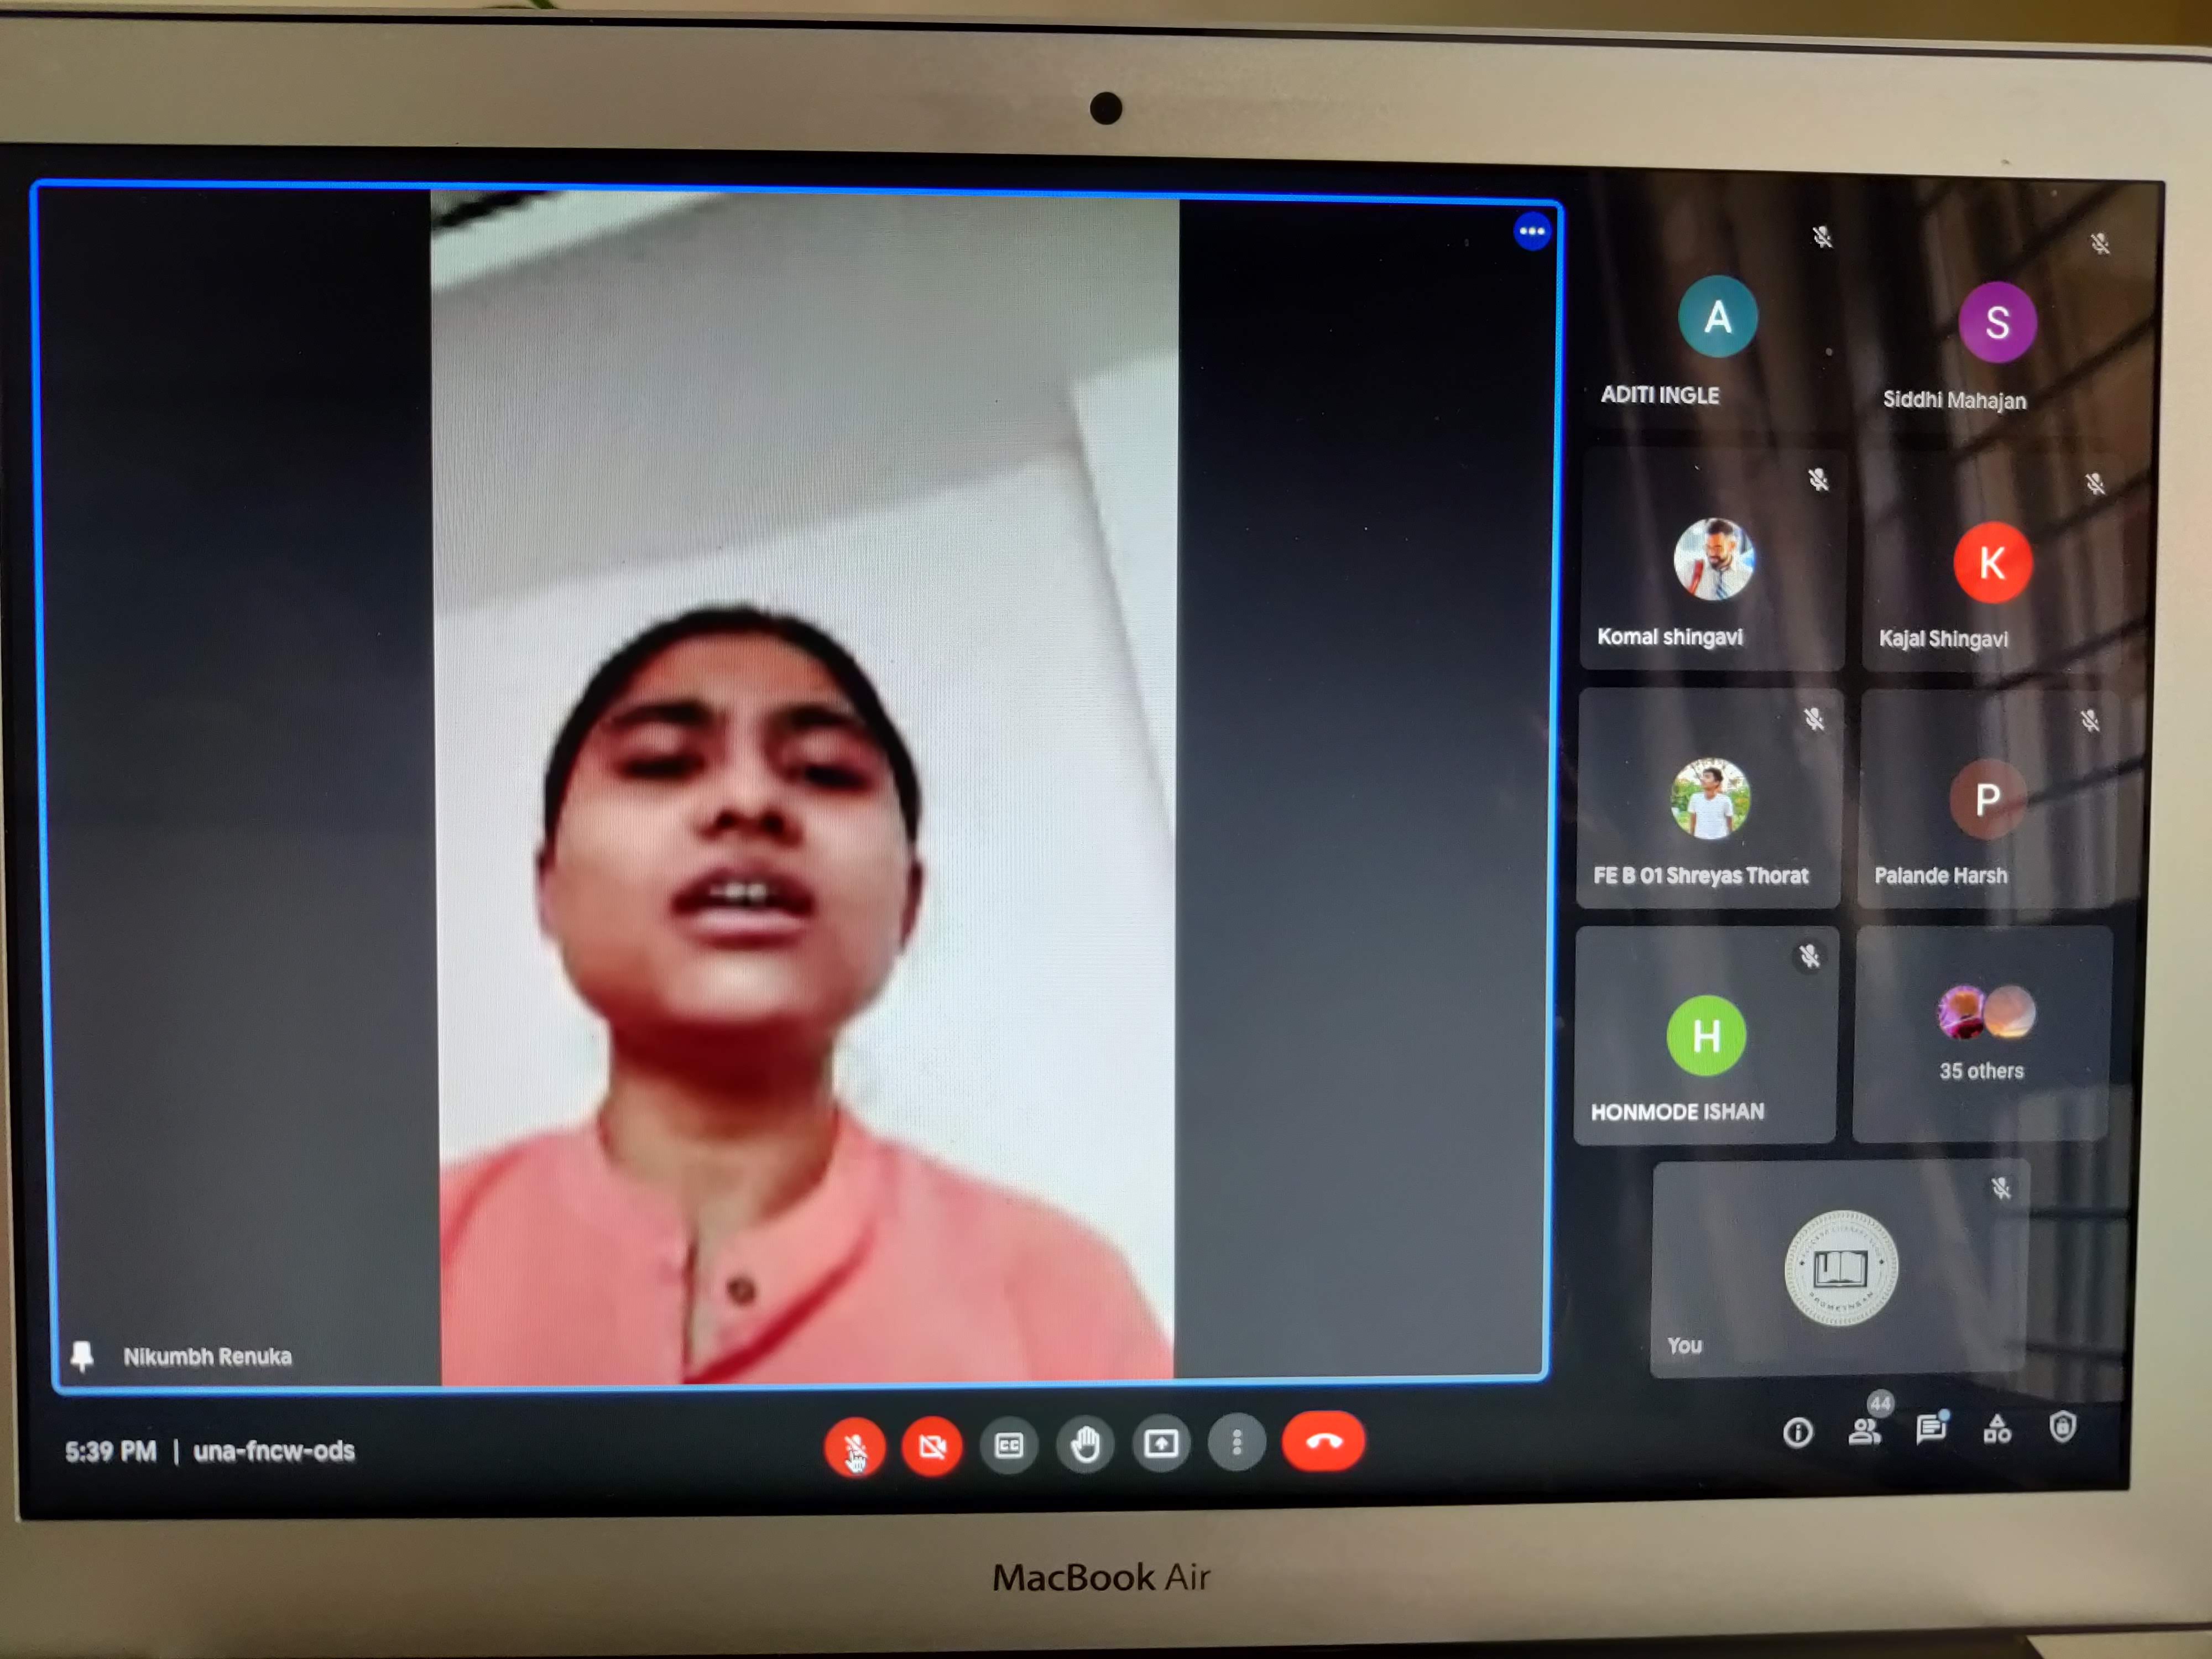 A
ADITI INGLE
S
Siddhi Mahajan
Komal shingavi
K
Kajal Shingavi
FE B 01 Shreyas Thorat
P
Palande Harsh
H
HONMODE ISHAN
35 others
You
Nikumbh Renuka
5:39 PM | una-fncw-ods
CC
44
MacBook Air